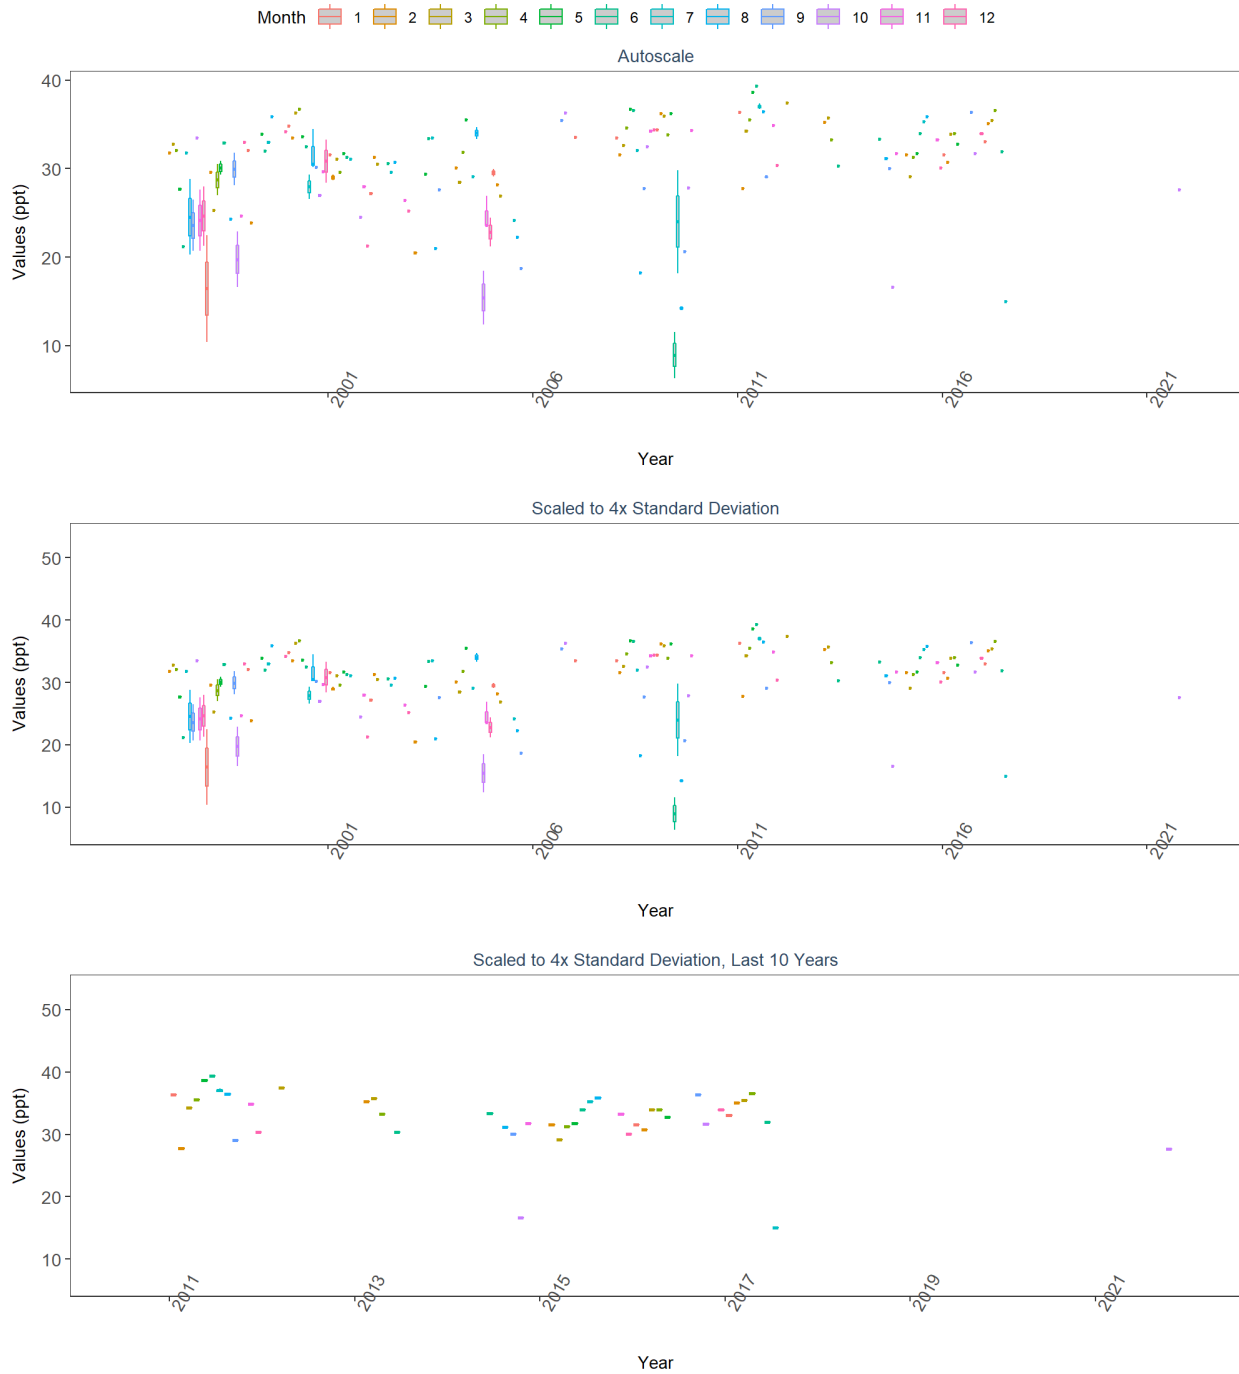 Month 1 2 3 4 5 6 7 8 9 10 11 12
Autoscale
40
30
20
10
Values (ppt)
2001 2006 2011 2016 2021
Year
Scaled to 4x Standard Deviation
50
40
30
20
10
Values (ppt)
2001 2006 2011 2016 2021
Year
Scaled to 4x Standard Deviation, Last 10 Years
50
40
30
20
10
Values (ppt)
2011 2013 2015 2017 2019 2021
Year